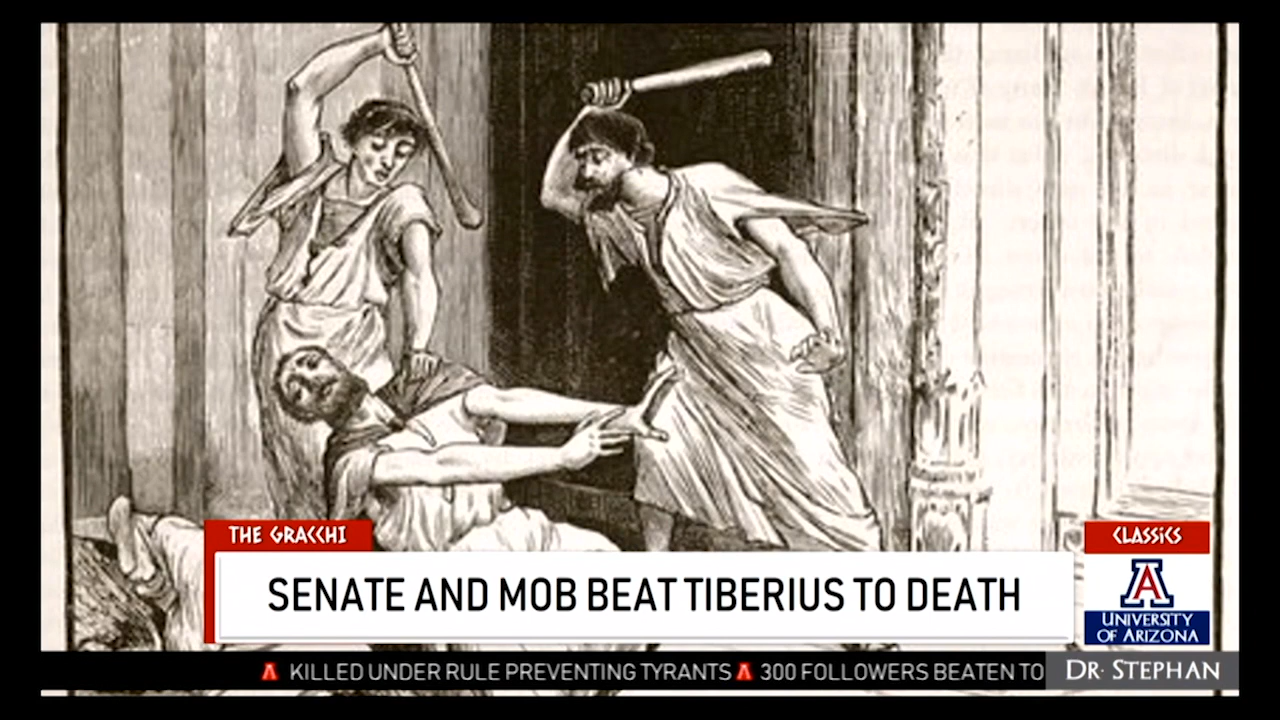 THE GRACCHI
CLASSICS
SENATE AND MOB BEAT TIBERIUS TO DEATH
A
UNIVERSITY
OF ARIZONA
KILLED UNDER RULE PREVENTING TYRANTS 300 FOLLOWERS BEATEN TO
DR. STEPHAN